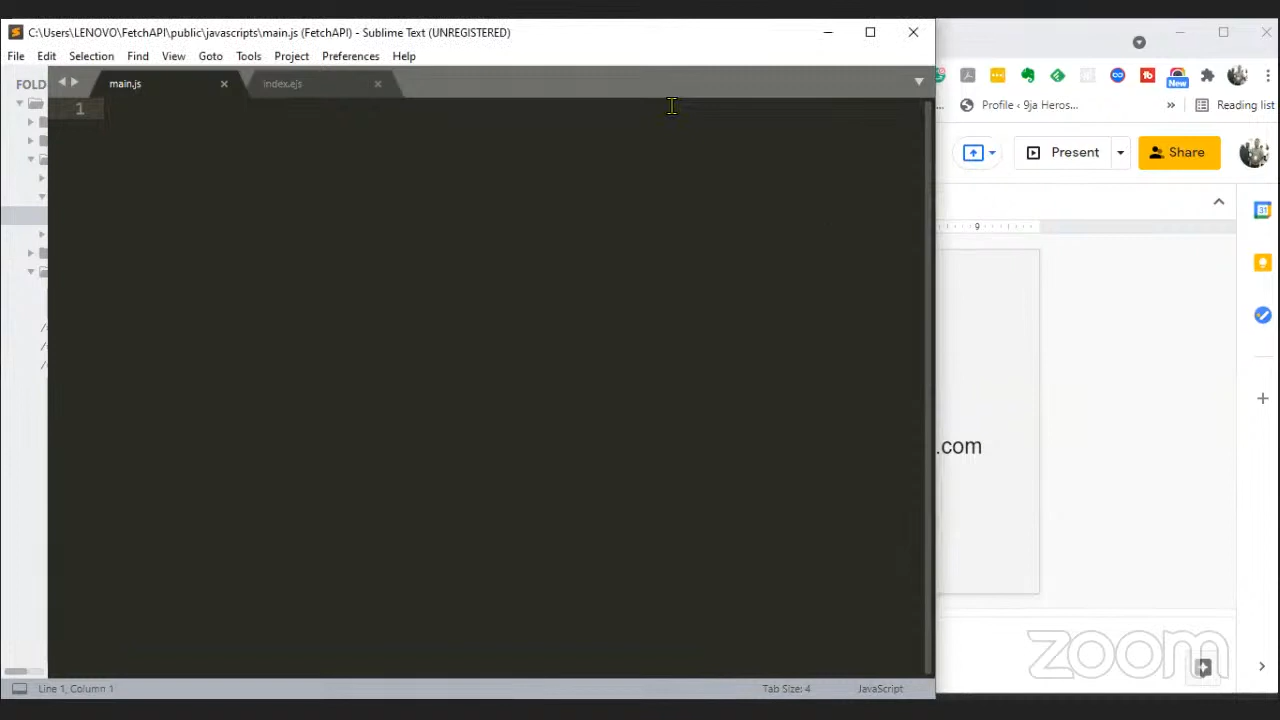 C:\Users\LENOVO\FetchAPI\public\javascripts\main.js (FetchAPI) - Sublime Text (UNREGISTERED)
File Edit Selection Find View Goto Tools Project Preferences Help
New
FOLD
main.js
index.ejs
Profile ‹ 9ja Heros...
»
Reading list
1
Present
Share
31
9
.com
zoom
Line 1, Column 1
Tab Size: 4
JavaScript